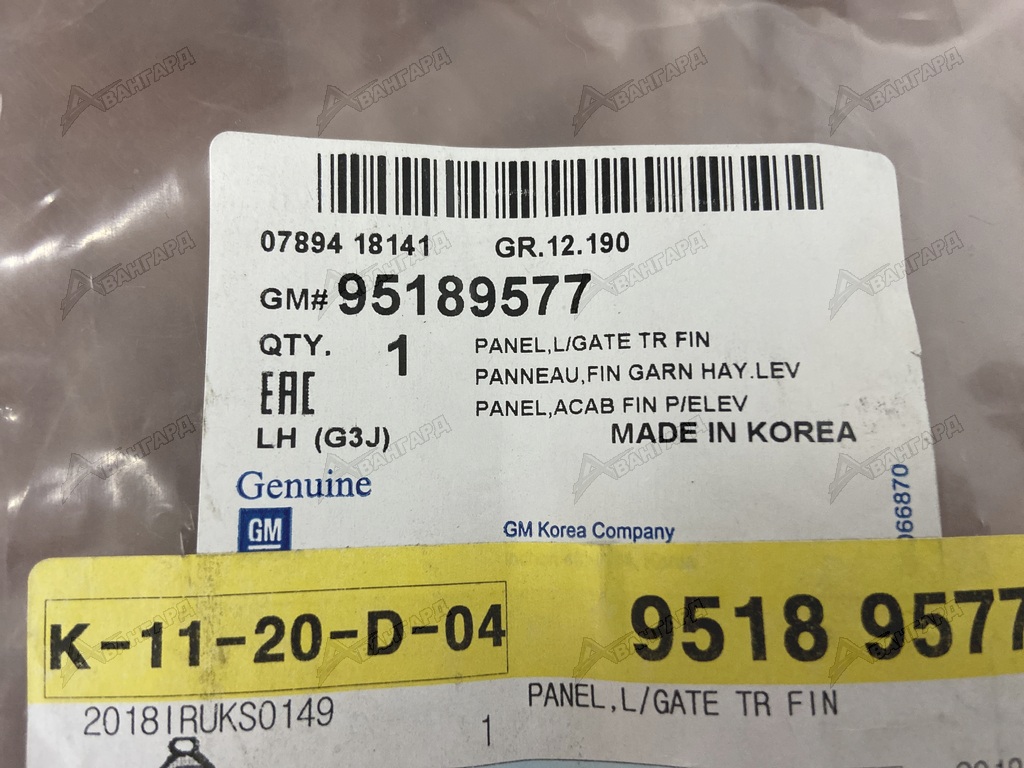 07894 18141 GR.12.190
GM# 95189577
QTY. 1 PANEL,L/GATE TR FIN
PANNEAU,FIN GARN HAY.LEV
EAC
PANEL,ACAB FIN P/ELEV
LH (G3J) MADE IN KOREA
Genuine
GM
GM Korea Company
066870
K-11-20-D-04 9518 9577
PANEL,L/GATE TR FIN
2018IRUKS0149 1
АВАНГАРД